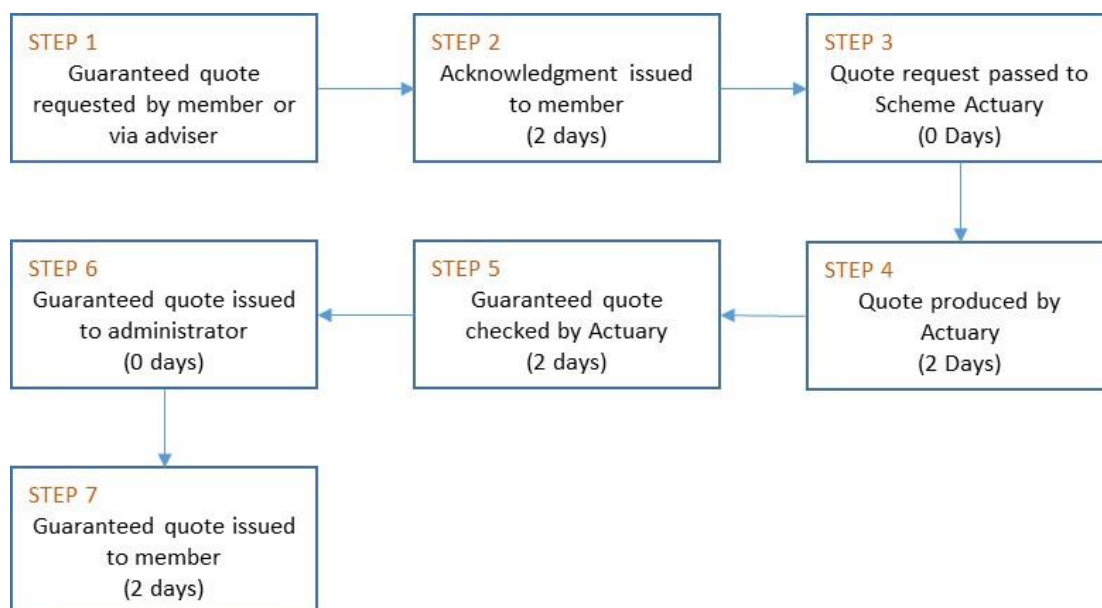 STEP 1
Guaranteed quote
requested by member or
via adviser
STEP 2
Acknowledgment issued
to member
(2 days)
STEP 3
Quote request passed to
Scheme Actuary
(0 Days)
STEP 4
Quote produced by
Actuary
(2 Days)
STEP 5
Guaranteed quote
checked by Actuary
(2 days)
STEP 6
Guaranteed quote issued
to administrator
(0 days)
STEP 7
Guaranteed quote issued
to member
(2 days)